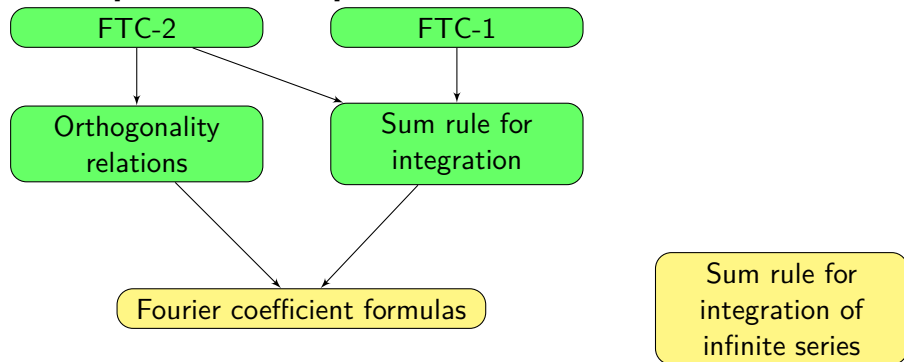 FTC-2
FTC-1
Orthogonality
relations
Sum rule for
integration
Fourier coefficient formulas
Sum rule for
integration of
infinite series